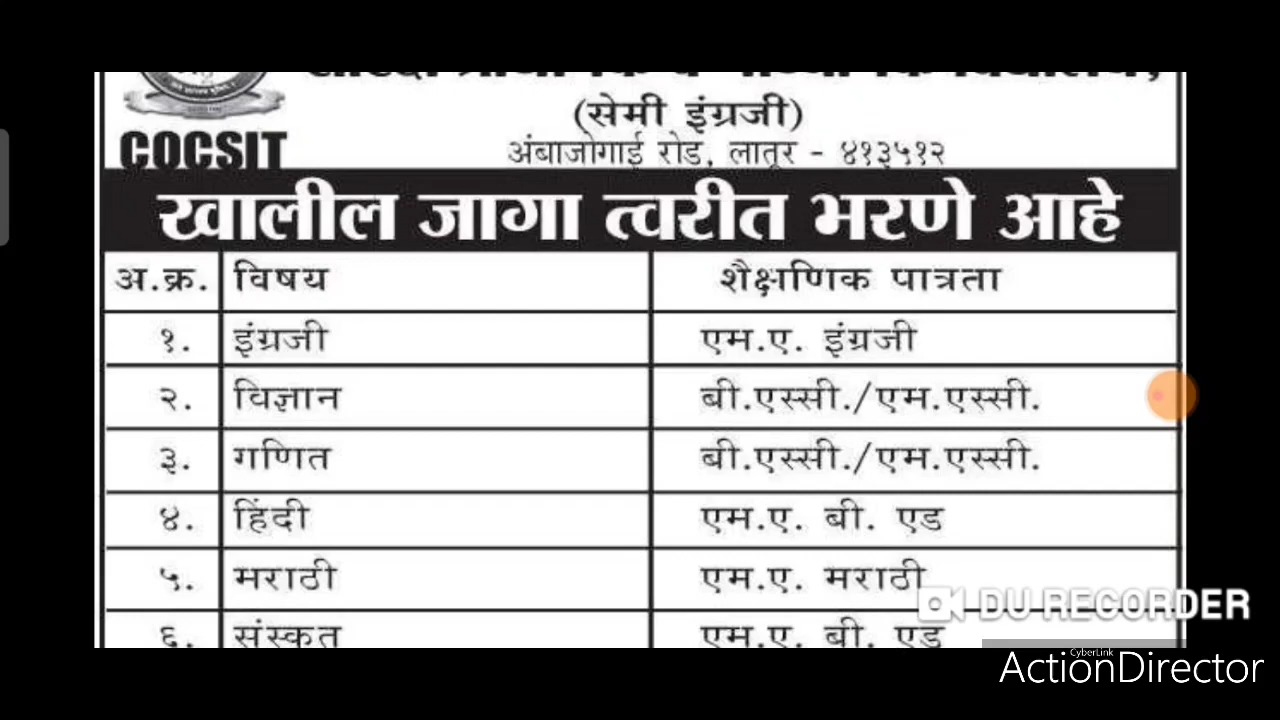 COCSIT
(सेमी इंग्रजी)
अंबाजोगाई रोड, लातूर - ४१३५१२
खालील जागा त्वरीत भरणे आहे
अ.क्र. विषय शैक्षणिक पात्रता
१. इंग्रजी एम.ए. इंग्रजी
२. विज्ञान बी.एस्सी./एम.एस्सी.
३. गणित बी.एस्सी./एम.एस्सी.
४. हिंदी एम.ए. बी. एड
५. मराठी एम.ए. मराठी
६. संस्कृत एम.ए. बी. एड
DU RECORDER
CyberLink
ActionDirector